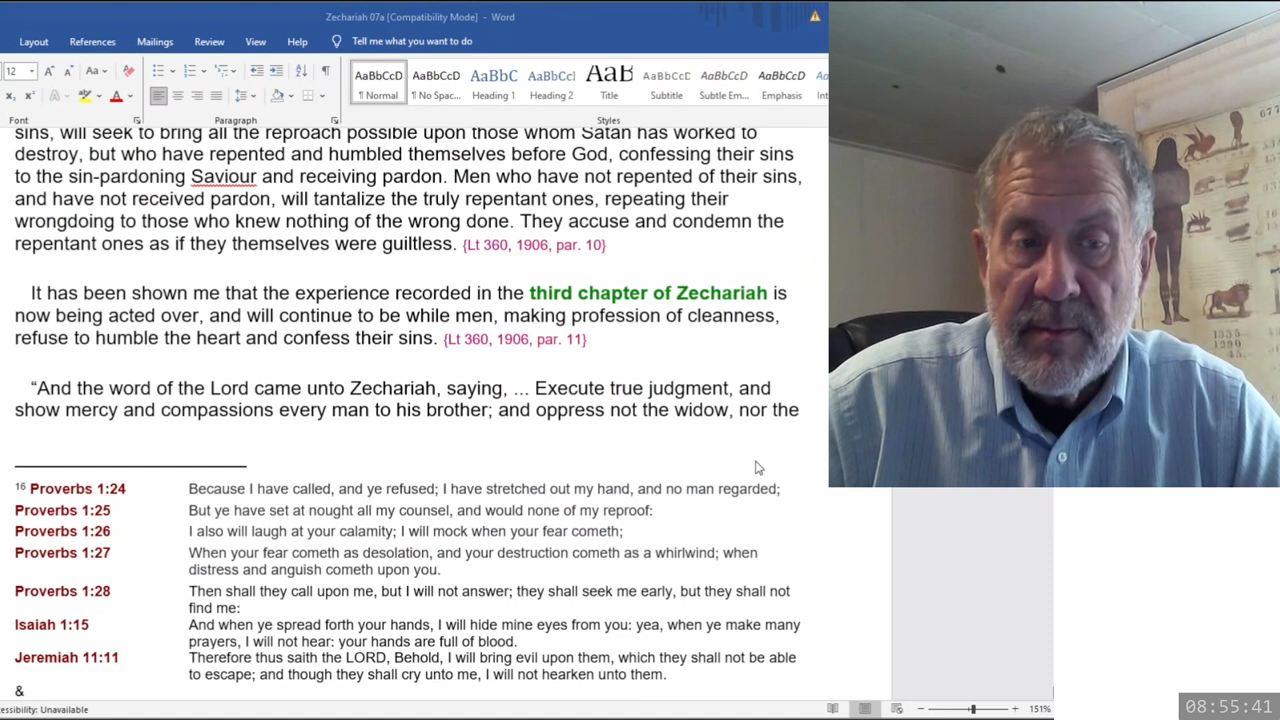 Zechariah 07a [Compatibility Mode] - Word
Layout References Mailings Review View Help Tell me what you want to do
12 Aa
Font Paragraph Styles
AaBbCcD AaBbCcD AaBbC AaBbCcl AaB AaBbCcD AaBbCcD AaBbCcD
¶ Normal ¶ No Spac... Heading 1 Heading 2 Title Subtitle Subtle Em... Emphasis
sins, will seek to bring all the reproach possible upon those whom Satan has worked to
destroy, but who have repented and humbled themselves before God, confessing their sins
to the sin-pardoning Saviour and receiving pardon. Men who have not repented of their sins,
and have not received pardon, will tantalize the truly repentant ones, repeating their
wrongdoing to those who knew nothing of the wrong done. They accuse and condemn the
repentant ones as if they themselves were guiltless. {Lt 360, 1906, par. 10}
It has been shown me that the experience recorded in the third chapter of Zechariah is
now being acted over, and will continue to be while men, making profession of cleanness,
refuse to humble the heart and confess their sins. {Lt 360, 1906, par. 11}
“And the word of the Lord came unto Zechariah, saying, ... Execute true judgment, and
show mercy and compassions every man to his brother; and oppress not the widow, nor the
16 Proverbs 1:24 Because I have called, and ye refused; I have stretched out my hand, and no man regarded;
Proverbs 1:25 But ye have set at nought all my counsel, and would none of my reproof:
Proverbs 1:26 I also will laugh at your calamity; I will mock when your fear cometh;
Proverbs 1:27 When your fear cometh as desolation, and your destruction cometh as a whirlwind; when
distress and anguish cometh upon you.
Proverbs 1:28 Then shall they call upon me, but I will not answer; they shall seek me early, but they shall not
find me:
Isaiah 1:15 And when ye spread forth your hands, I will hide mine eyes from you: yea, when ye make many
prayers, I will not hear: your hands are full of blood.
Jeremiah 11:11 Therefore thus saith the LORD, Behold, I will bring evil upon them, which they shall not be able
to escape; and though they shall cry unto me, I will not hearken unto them.
&
cessibility: Unavailable
151%
08:55:41